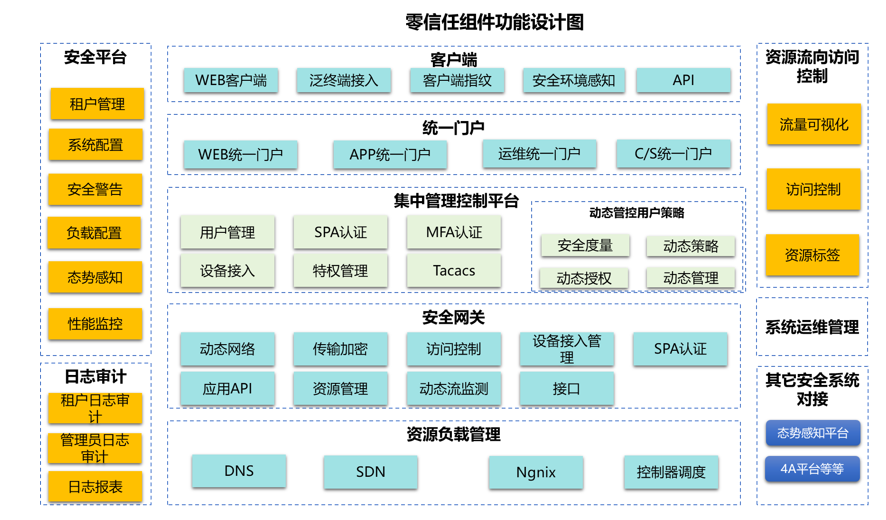 零信任组件功能设计图
安全平台
租户管理
系统配置
安全警告
负载配置
态势感知
性能监控
日志审计
租户日志审
计
管理员日志
审计
日志报表
客户端
WEB客户端
泛终端接入
客户端指纹
安全环境感知
API
统一门户
WEB统一门户
APP统一门户
运维统一门户
C/S统一门户
集中管理控制平台
用户管理
SPA认证
MFA认证
设备接入
特权管理
Tacacs
动态管控用户策略
安全度量
动态策略
动态授权
动态管理
安全网关
动态网络
传输加密
访问控制
设备接入管
理
SPA认证
应用API
资源管理
动态流监测
接口
资源负载管理
DNS
SDN
Ngnix
控制器调度
资源流向访问
控制
流量可视化
访问控制
资源标签
系统运维管理
其它安全系统
对接
态势感知平台
4A平台等等